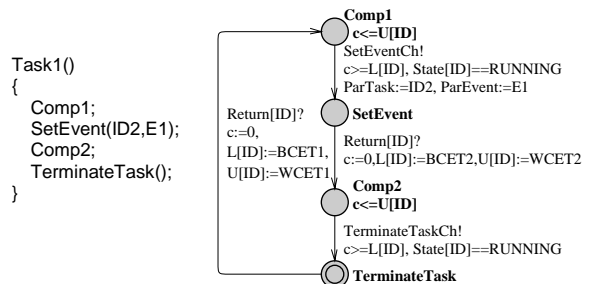 Task1()
{
Comp1;
SetEvent(ID2,E1);
Comp2;
TerminateTask();
}
Comp1
c<=U[ID]
SetEventCh!
c>=L[ID], State[ID]==RUNNING
ParTask:=ID2, ParEvent:=E1
Return[ID]?
c:=0,
L[ID]:=BCET1,
U[ID]:=WCET1
SetEvent
Return[ID]?
c:=0,L[ID]:=BCET2,U[ID]:=WCET2
Comp2
c<=U[ID]
TerminateTaskCh!
c>=L[ID], State[ID]==RUNNING
TerminateTask